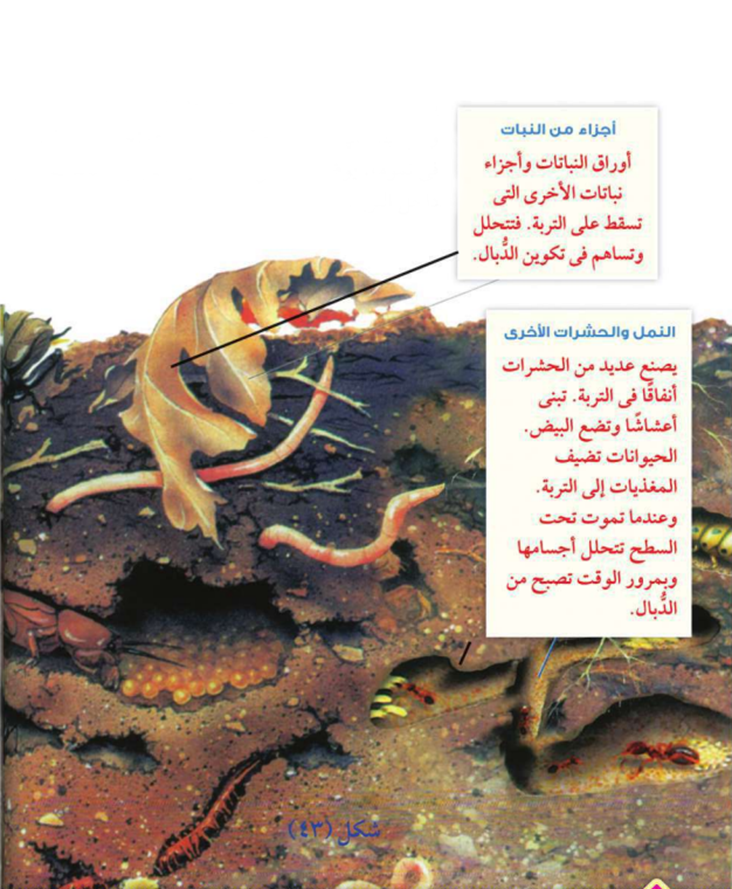 أجزاء من النبات
أوراق النباتات وأجزاء
نباتات الأخرى التى
تسقط على التربة. فتتحلل
وتساهم فى تكوين الدُّبال.
النمل والحشرات الأخرى
يصنع عديد من الحشرات
أنفاقًا فى التربة. تبنى
أعشاشًا وتضع البيض.
الحيوانات تضيف
المغذيات إلى التربة.
وعندما تموت تحت
السطح تتحلل أجسامها
وبمرور الوقت تصبح من
الدُّبال.
شكل (٤٣)